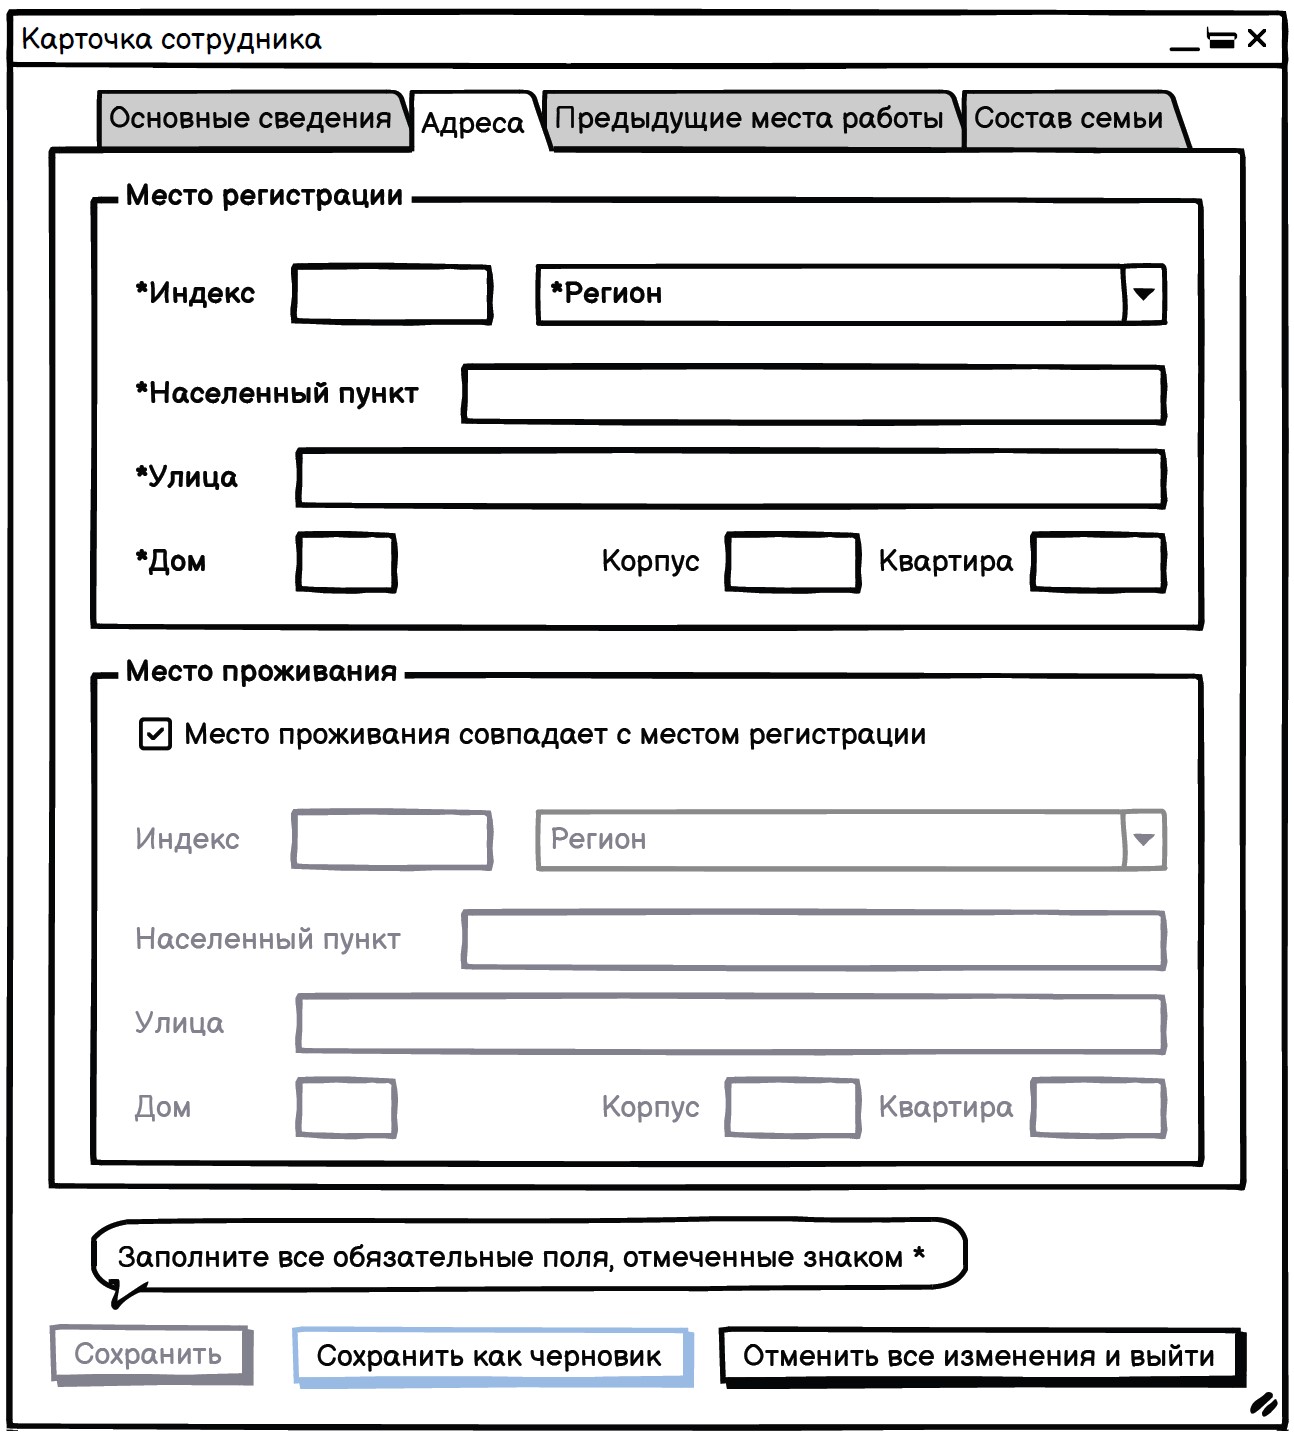 Карточка сотрудника
Основные сведения Адреса Предыдущие места работы Состав семьи
Место регистрации
*Индекс *Регион
*Населенный пункт
*Улица
*Дом Корпус Квартира
Место проживания
Место проживания совпадает с местом регистрации
Индекс Регион
Населенный пункт
Улица
Дом Корпус Квартира
Заполните все обязательные поля, отмеченные знаком *
Сохранить Сохранить как черновик Отменить все изменения и выйти